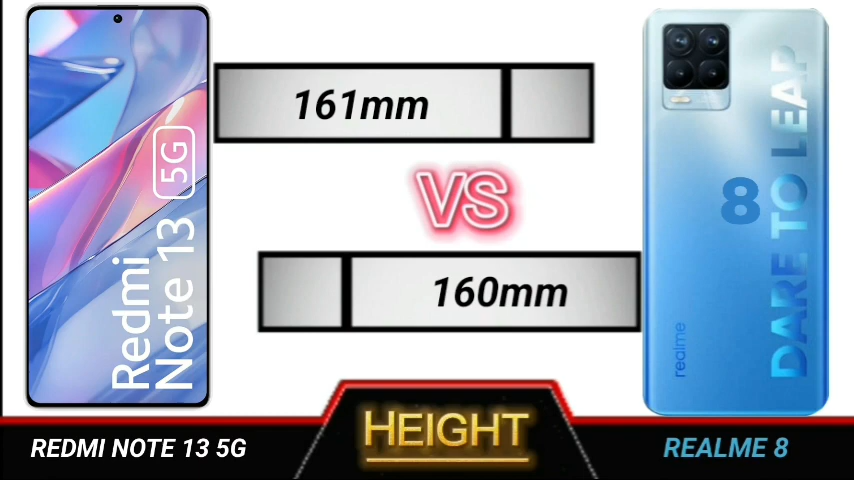 Redmi
Note 13 5G
161mm
VS
160mm
8
DARE TO LEAP
realme
HEIGHT
REDMI NOTE 13 5G
REALME 8